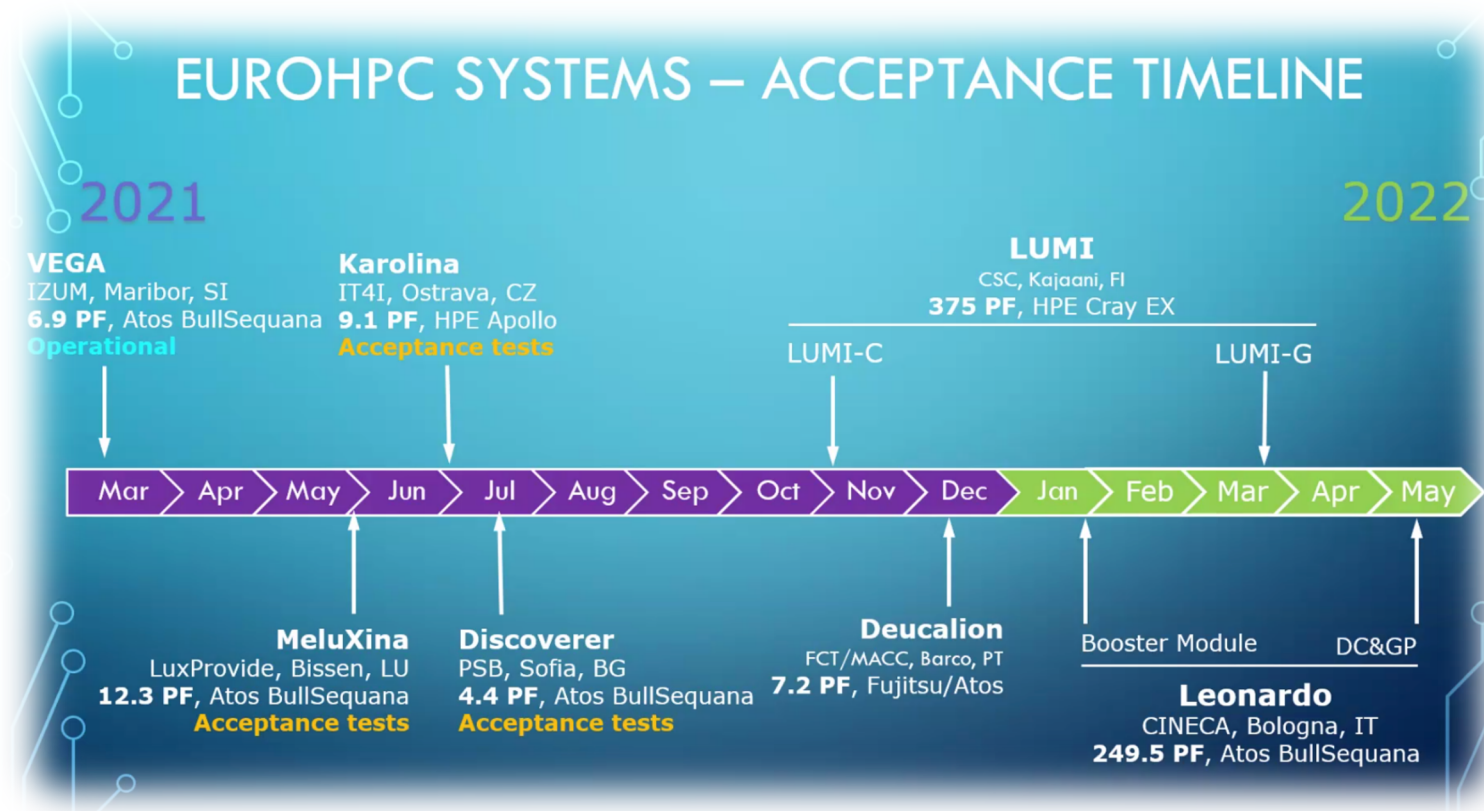 EUROHPC SYSTEMS – ACCEPTANCE TIMELINE
2021
2022
VEGA
IZUM, Maribor, SI
6.9 PF, Atos BullSequana
Operational
Karolina
IT4I, Ostrava, CZ
9.1 PF, HPE Apollo
Acceptance tests
LUMI
CSC, Kajaani, FI
375 PF, HPE Cray EX
LUMI-C
LUMI-G
Mar Apr May Jun Jul Aug Sep Oct Nov Dec Jan Feb Mar Apr May
MeluXina
LuxProvide, Bissen, LU
12.3 PF, Atos BullSequana
Acceptance tests
Discoverer
PSB, Sofia, BG
4.4 PF, Atos BullSequana
Acceptance tests
Deucalion
FCT/MACC, Barco, PT
7.2 PF, Fujitsu/Atos
Booster Module
DC&GP
Leonardo
CINECA, Bologna, IT
249.5 PF, Atos BullSequana